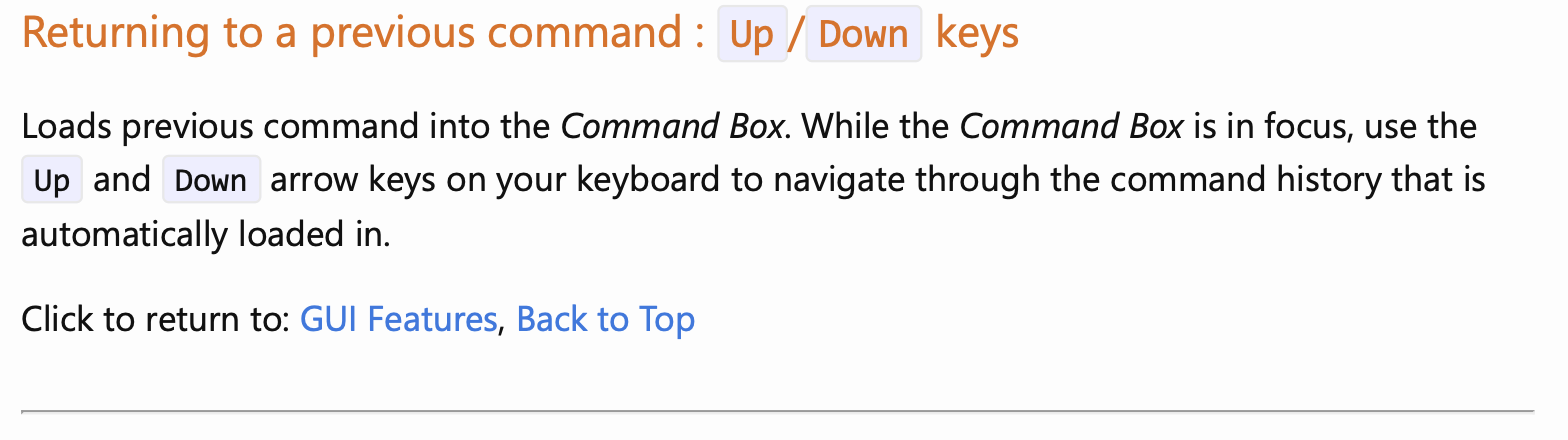 Returning to a previous command : Up/Down keys
Loads previous command into the Command Box. While the Command Box is in focus, use the
Up and Down arrow keys on your keyboard to navigate through the command history that is
automatically loaded in.
Click to return to: GUI Features, Back to Top